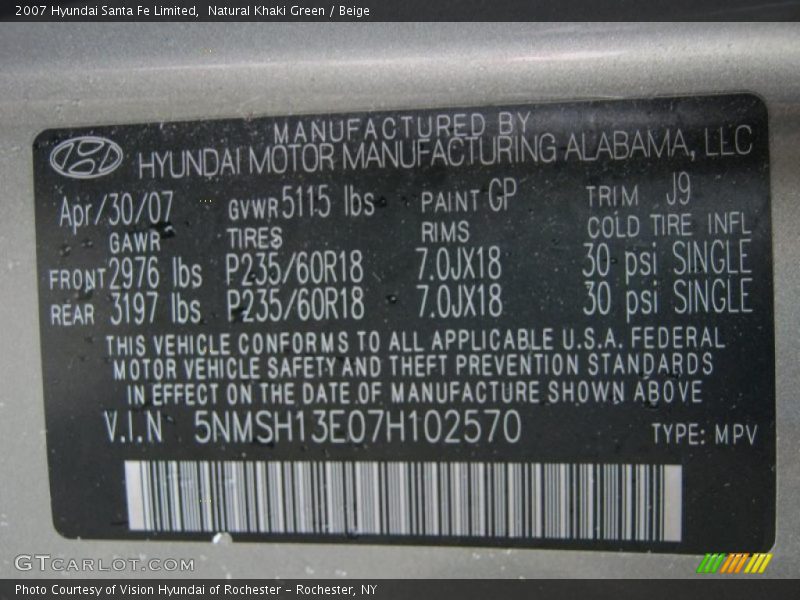 2007 Hyundai Santa Fe Limited,  Natural Khaki Green / Beige
MANUFACTURED BY
HYUNDAI MOTOR MANUFACTURING ALABAMA, LLC
Apr/30/07 GVWR 5115 lbs PAINT GP TRIM J9
GAWR TIRES RIMS COLD TIRE INFL
FRONT 2976 lbs P235/60R18 7.0JX18 30 psi SINGLE
REAR 3197 lbs P235/60R18 7.0JX18 30 psi SINGLE
THIS VEHICLE CONFORMS TO ALL APPLICABLE U.S.A. FEDERAL
MOTOR VEHICLE SAFETY AND THEFT PREVENTION STANDARDS
IN EFFECT ON THE DATE OF MANUFACTURE SHOWN ABOVE
V.I.N 5NMSH13E07H102570 TYPE: MPV
GTCARLOT.COM
Photo Courtesy of Vision Hyundai of Rochester – Rochester, NY